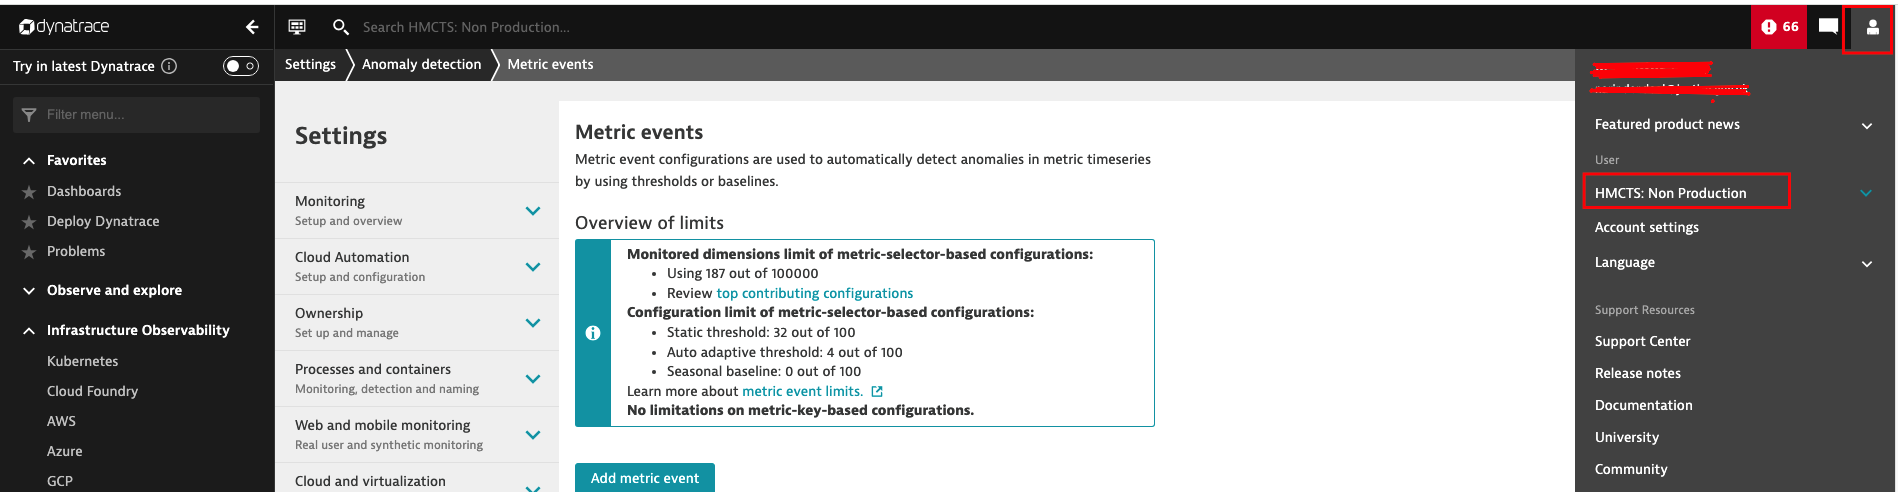 dynatrace
Search HMCTS: Non Production...
66
Try in latest Dynatrace
Settings
Anomaly detection
Metric events
Filter menu...
Favorites
Dashboards
Deploy Dynatrace
Problems
Observe and explore
Infrastructure Observability
Kubernetes
Cloud Foundry
AWS
Azure
GCP
Settings
Monitoring
Setup and overview
Cloud Automation
Setup and configuration
Ownership
Set up and manage
Processes and containers
Monitoring, detection and naming
Web and mobile monitoring
Real user and synthetic monitoring
Cloud and virtualization
Metric events
Metric event configurations are used to automatically detect anomalies in metric timeseries
by using thresholds or baselines.
Overview of limits
Monitored dimensions limit of metric-selector-based configurations:
• Using 187 out of 100000
• Review top contributing configurations
Configuration limit of metric-selector-based configurations:
• Static threshold: 32 out of 100
• Auto adaptive threshold: 4 out of 100
• Seasonal baseline: 0 out of 100
Learn more about metric event limits.
No limitations on metric-key-based configurations.
Add metric event
Featured product news
User
HMCTS: Non Production
Account settings
Language
Support Resources
Support Center
Release notes
Documentation
University
Community